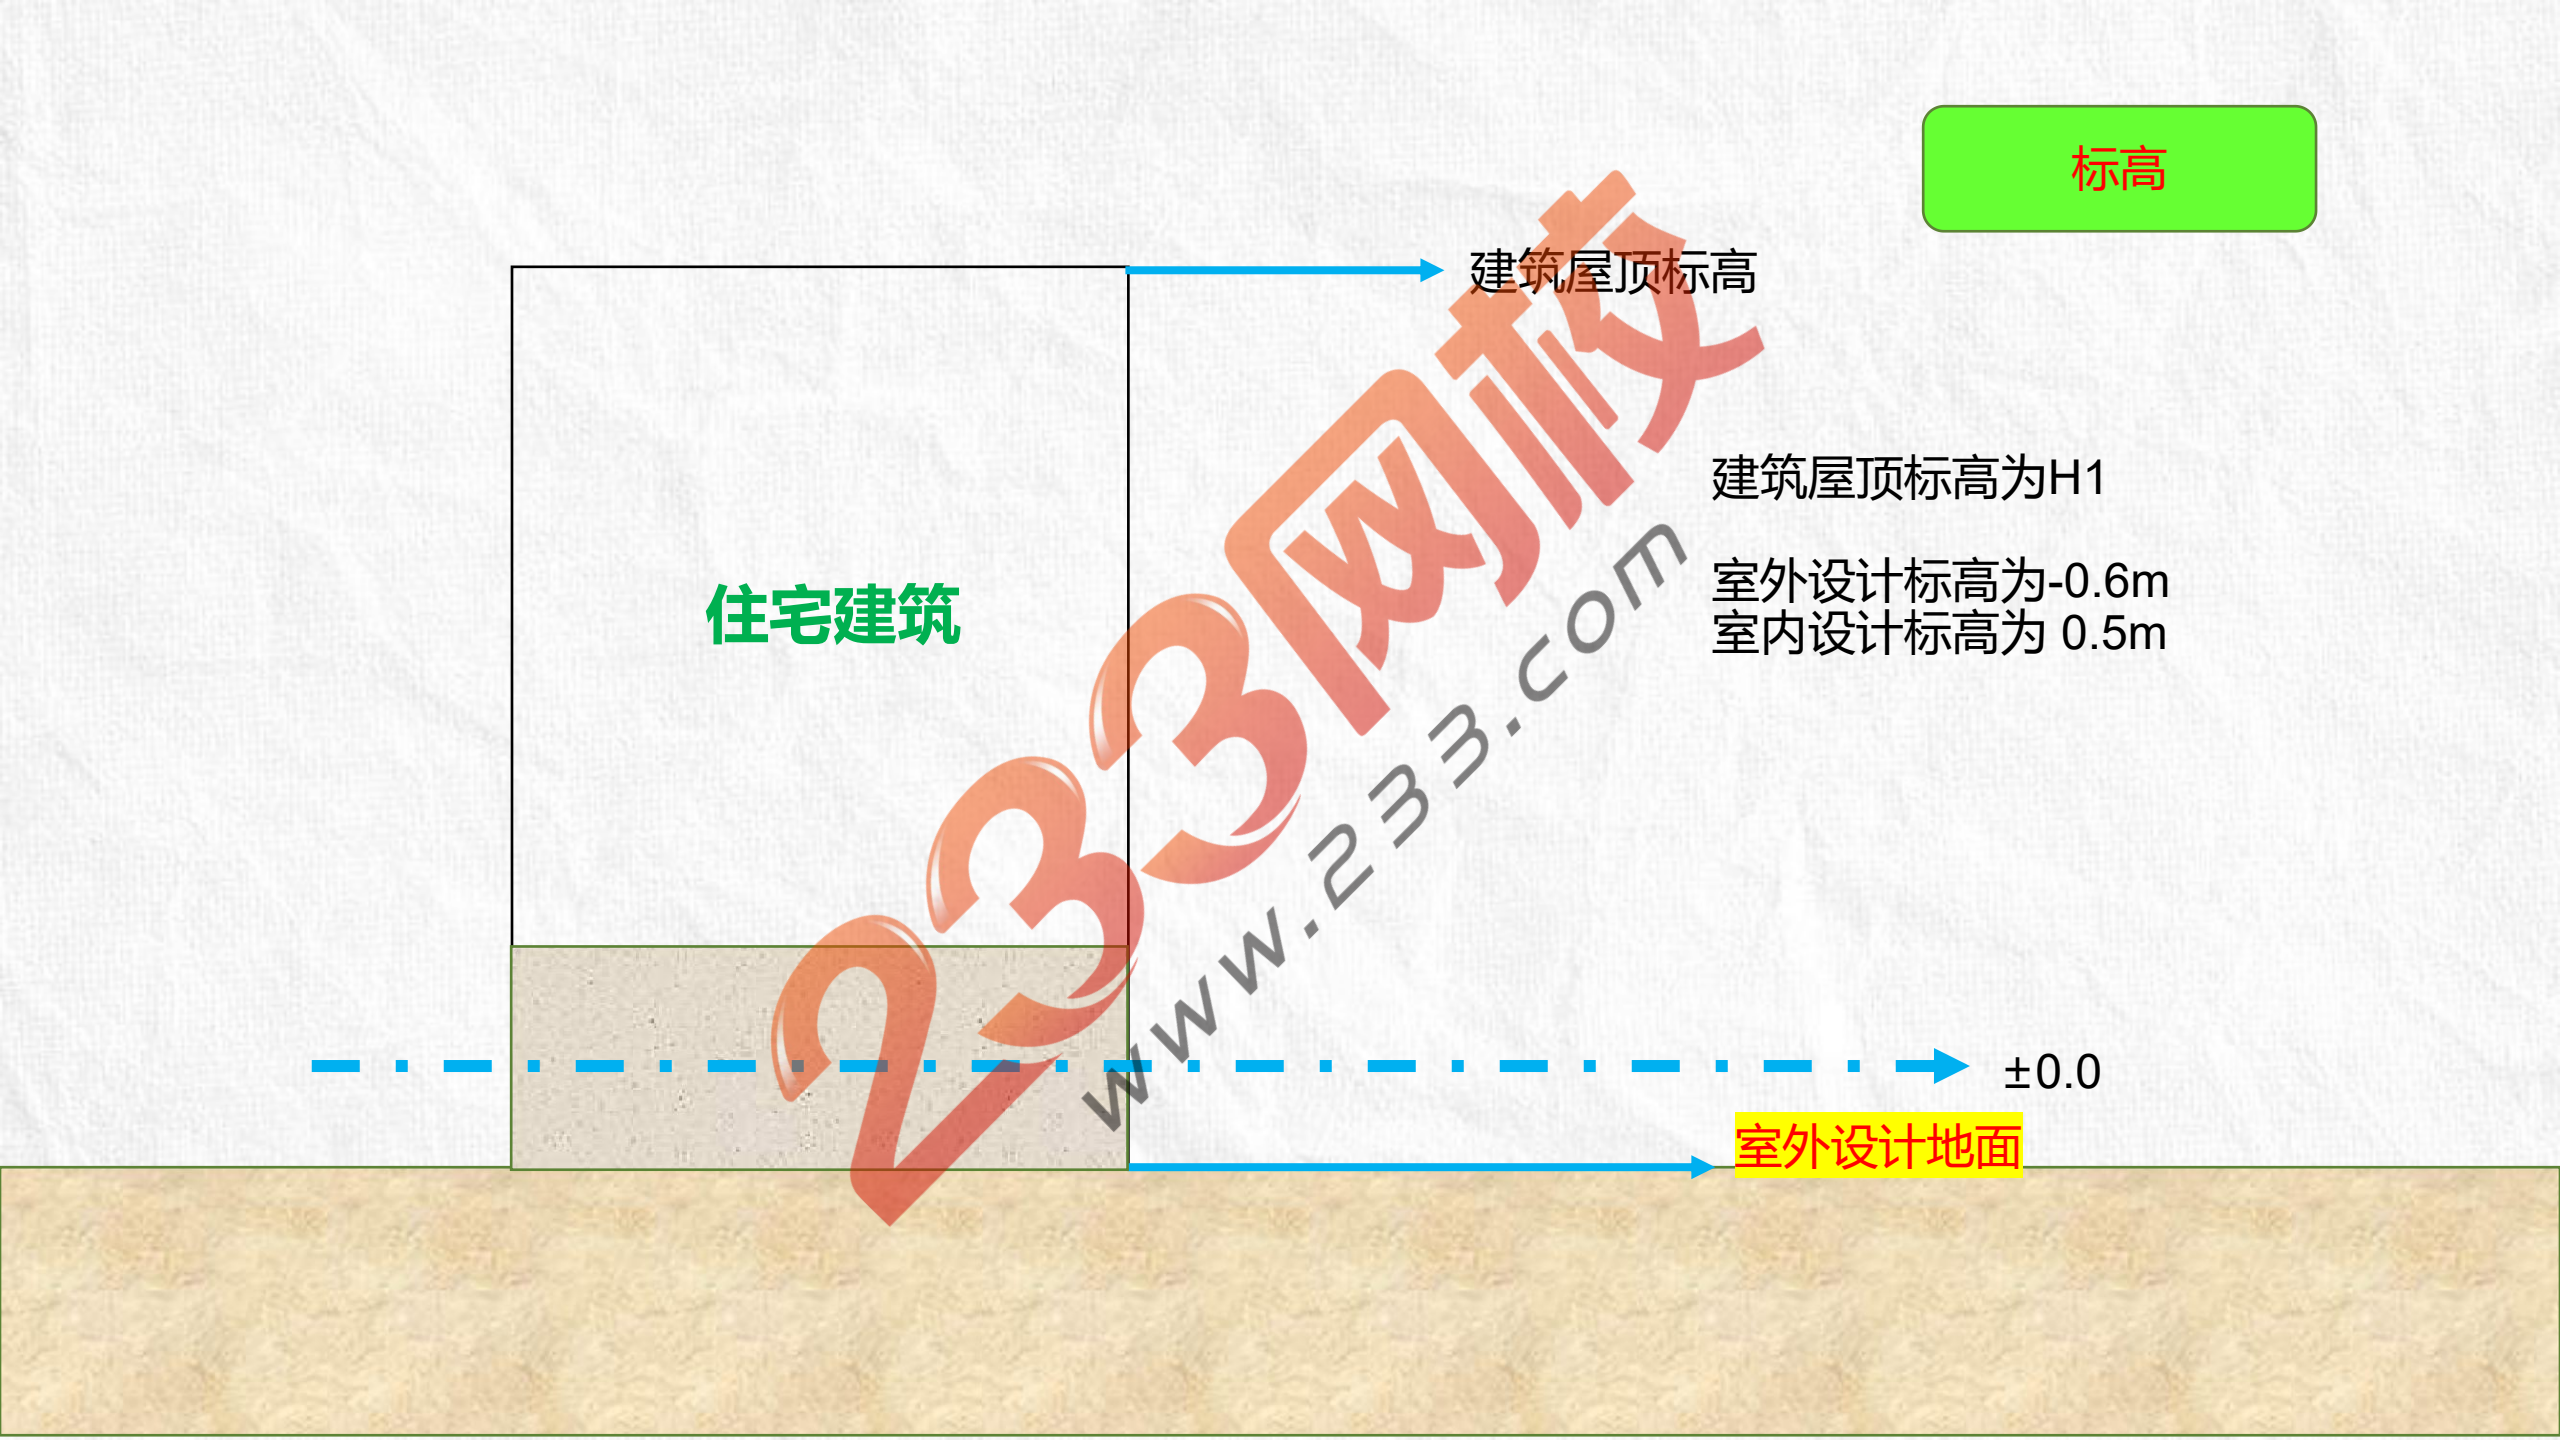 标高
建筑屋顶标高
建筑屋顶标高为H1
室外设计标高为-0.6m
室内设计标高为 0.5m
住宅建筑
233网校
www.233.com
±0.0
室外设计地面